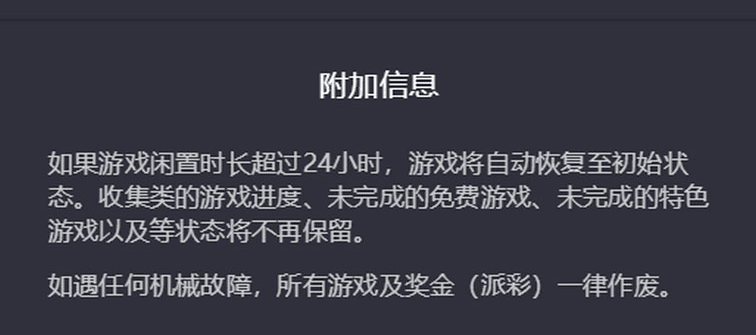 附加信息
如果游戏闲置时长超过24小时，游戏将自动恢复至初始状
态。收集类的游戏进度、未完成的免费游戏、未完成的特色
游戏以及等状态将不再保留。
如遇任何机械故障，所有游戏及奖金（派彩）一律作废。